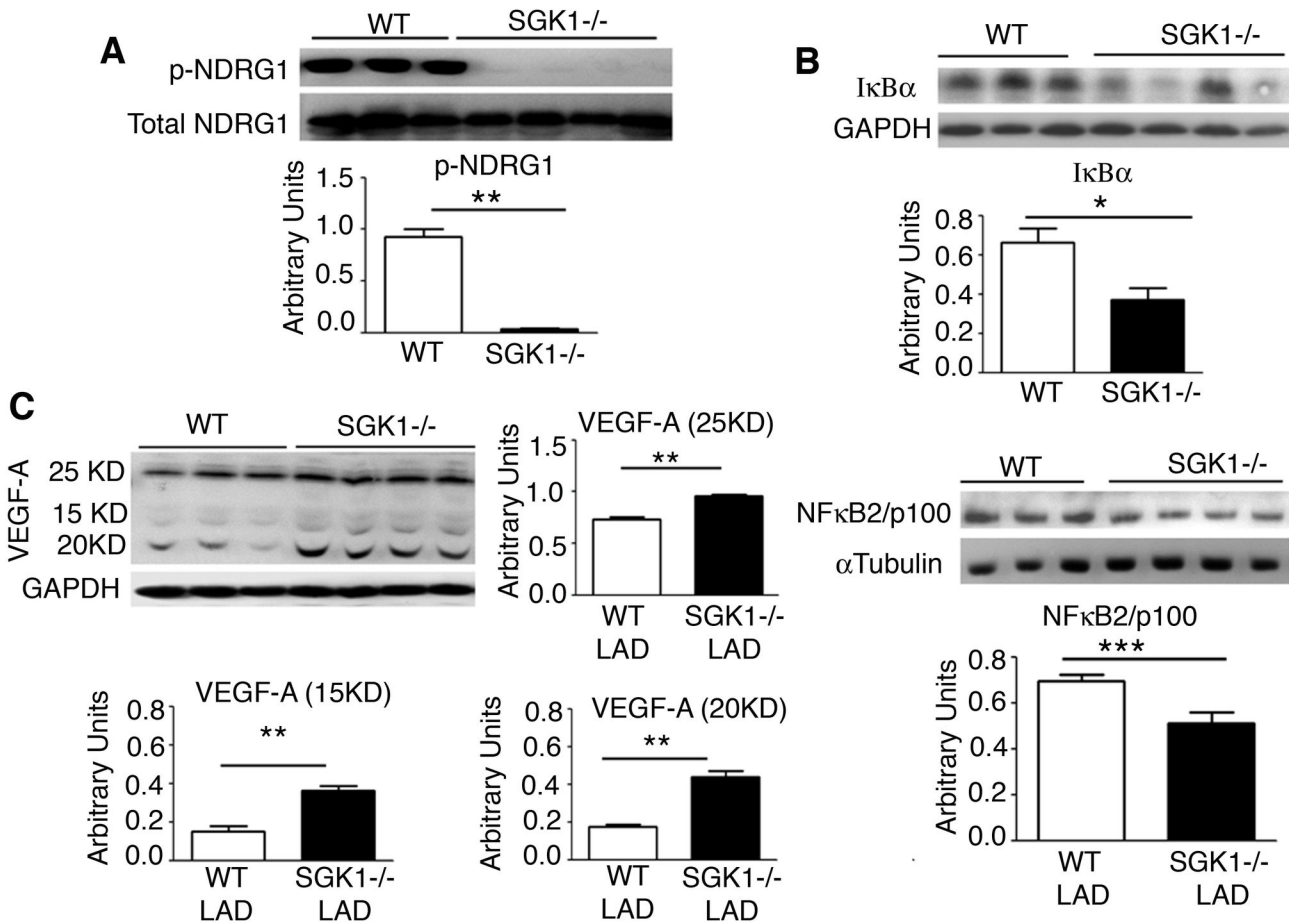 A
WT SGK1-/-
p-NDRG1
Total NDRG1
p-NDRG1
**
Arbitrary Units
1.5
1.0
0.5
0.0
WT SGK1-/-
B
WT SGK1-/-
IκBα
GAPDH
IκBα
*
Arbitrary Units
0.8
0.6
0.4
0.2
0.0
WT SGK1-/-
WT SGK1-/-
NFκB2/p100
αTubulin
NFκB2/p100
***
Arbitrary Units
0.8
0.6
0.4
0.2
0.0
WT SGK1-/-
LAD LAD
C
WT SGK1-/-
VEGF-A
25 KD
15 KD
20KD
GAPDH
VEGF-A (25KD)
**
Arbitrary Units
1.5
1.0
0.5
0.0
WT SGK1-/-
LAD LAD
VEGF-A (15KD)
**
Arbitrary Units
0.8
0.6
0.4
0.2
0.0
WT SGK1-/-
LAD LAD
VEGF-A (20KD)
**
Arbitrary Units
0.8
0.6
0.4
0.2
0.0
WT SGK1-/-
LAD LAD